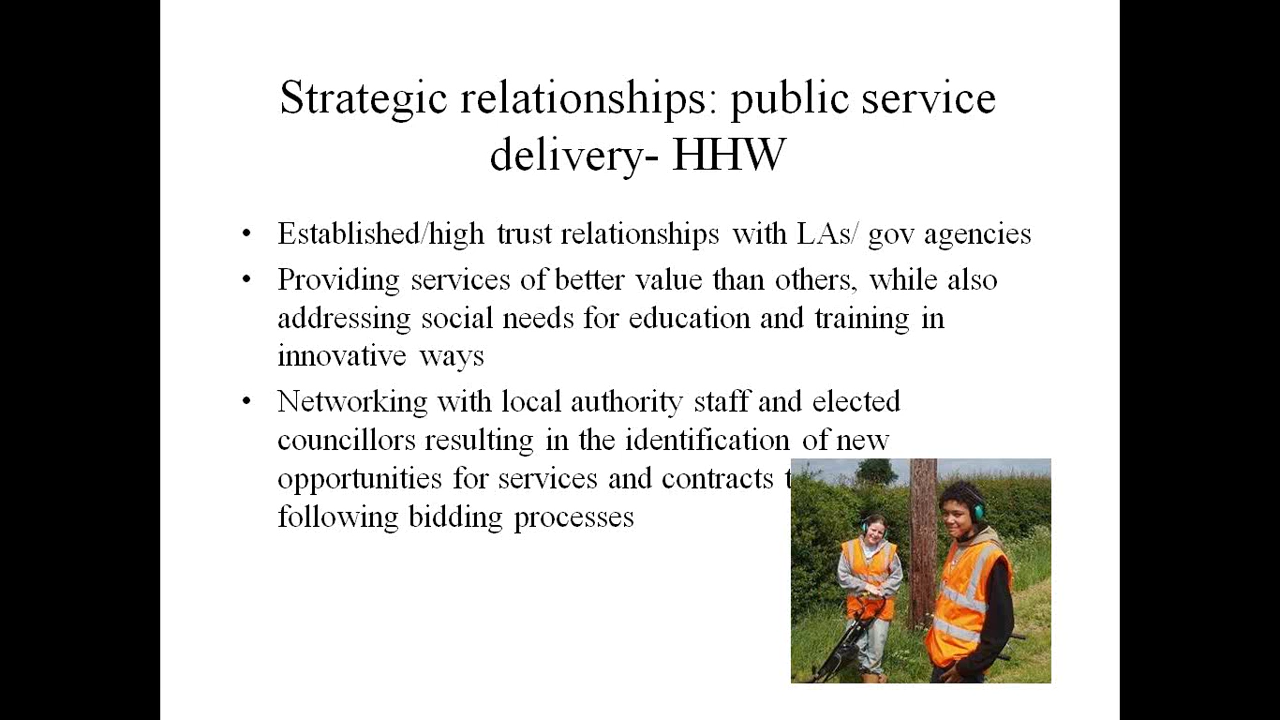 Strategic relationships: public service
delivery- HHW
• Established/high trust relationships with LAs/ gov agencies
• Providing services of better value than others, while also
addressing social needs for education and training in
innovative ways
• Networking with local authority staff and elected
councillors resulting in the identification of new
opportunities for services and contracts
following bidding processes